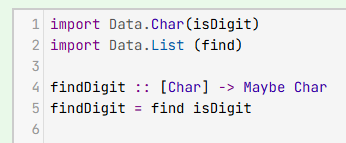 1 import Data.Char(isDigit)
2 import Data.List (find)
3
4 findDigit :: [Char] -> Maybe Char
5 findDigit = find isDigit
6